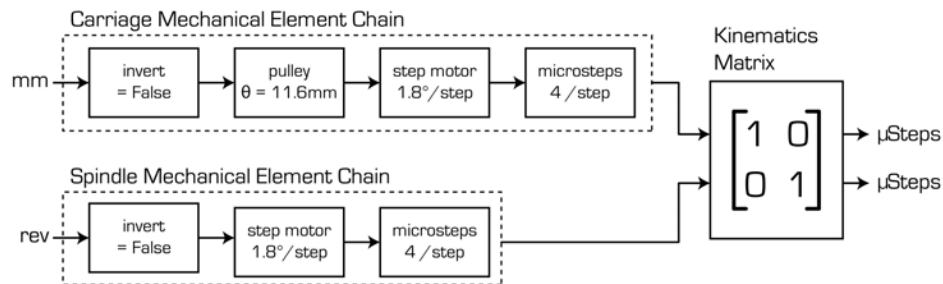 Carriage Mechanical Element Chain
mm
invert
= False
pulley
θ = 11.6mm
step motor
1.8°/step
microsteps
4 /step
Kinematics
Matrix
1 0
0 1
µSteps
µSteps
Spindle Mechanical Element Chain
rev
invert
= False
step motor
1.8°/step
microsteps
4 /step